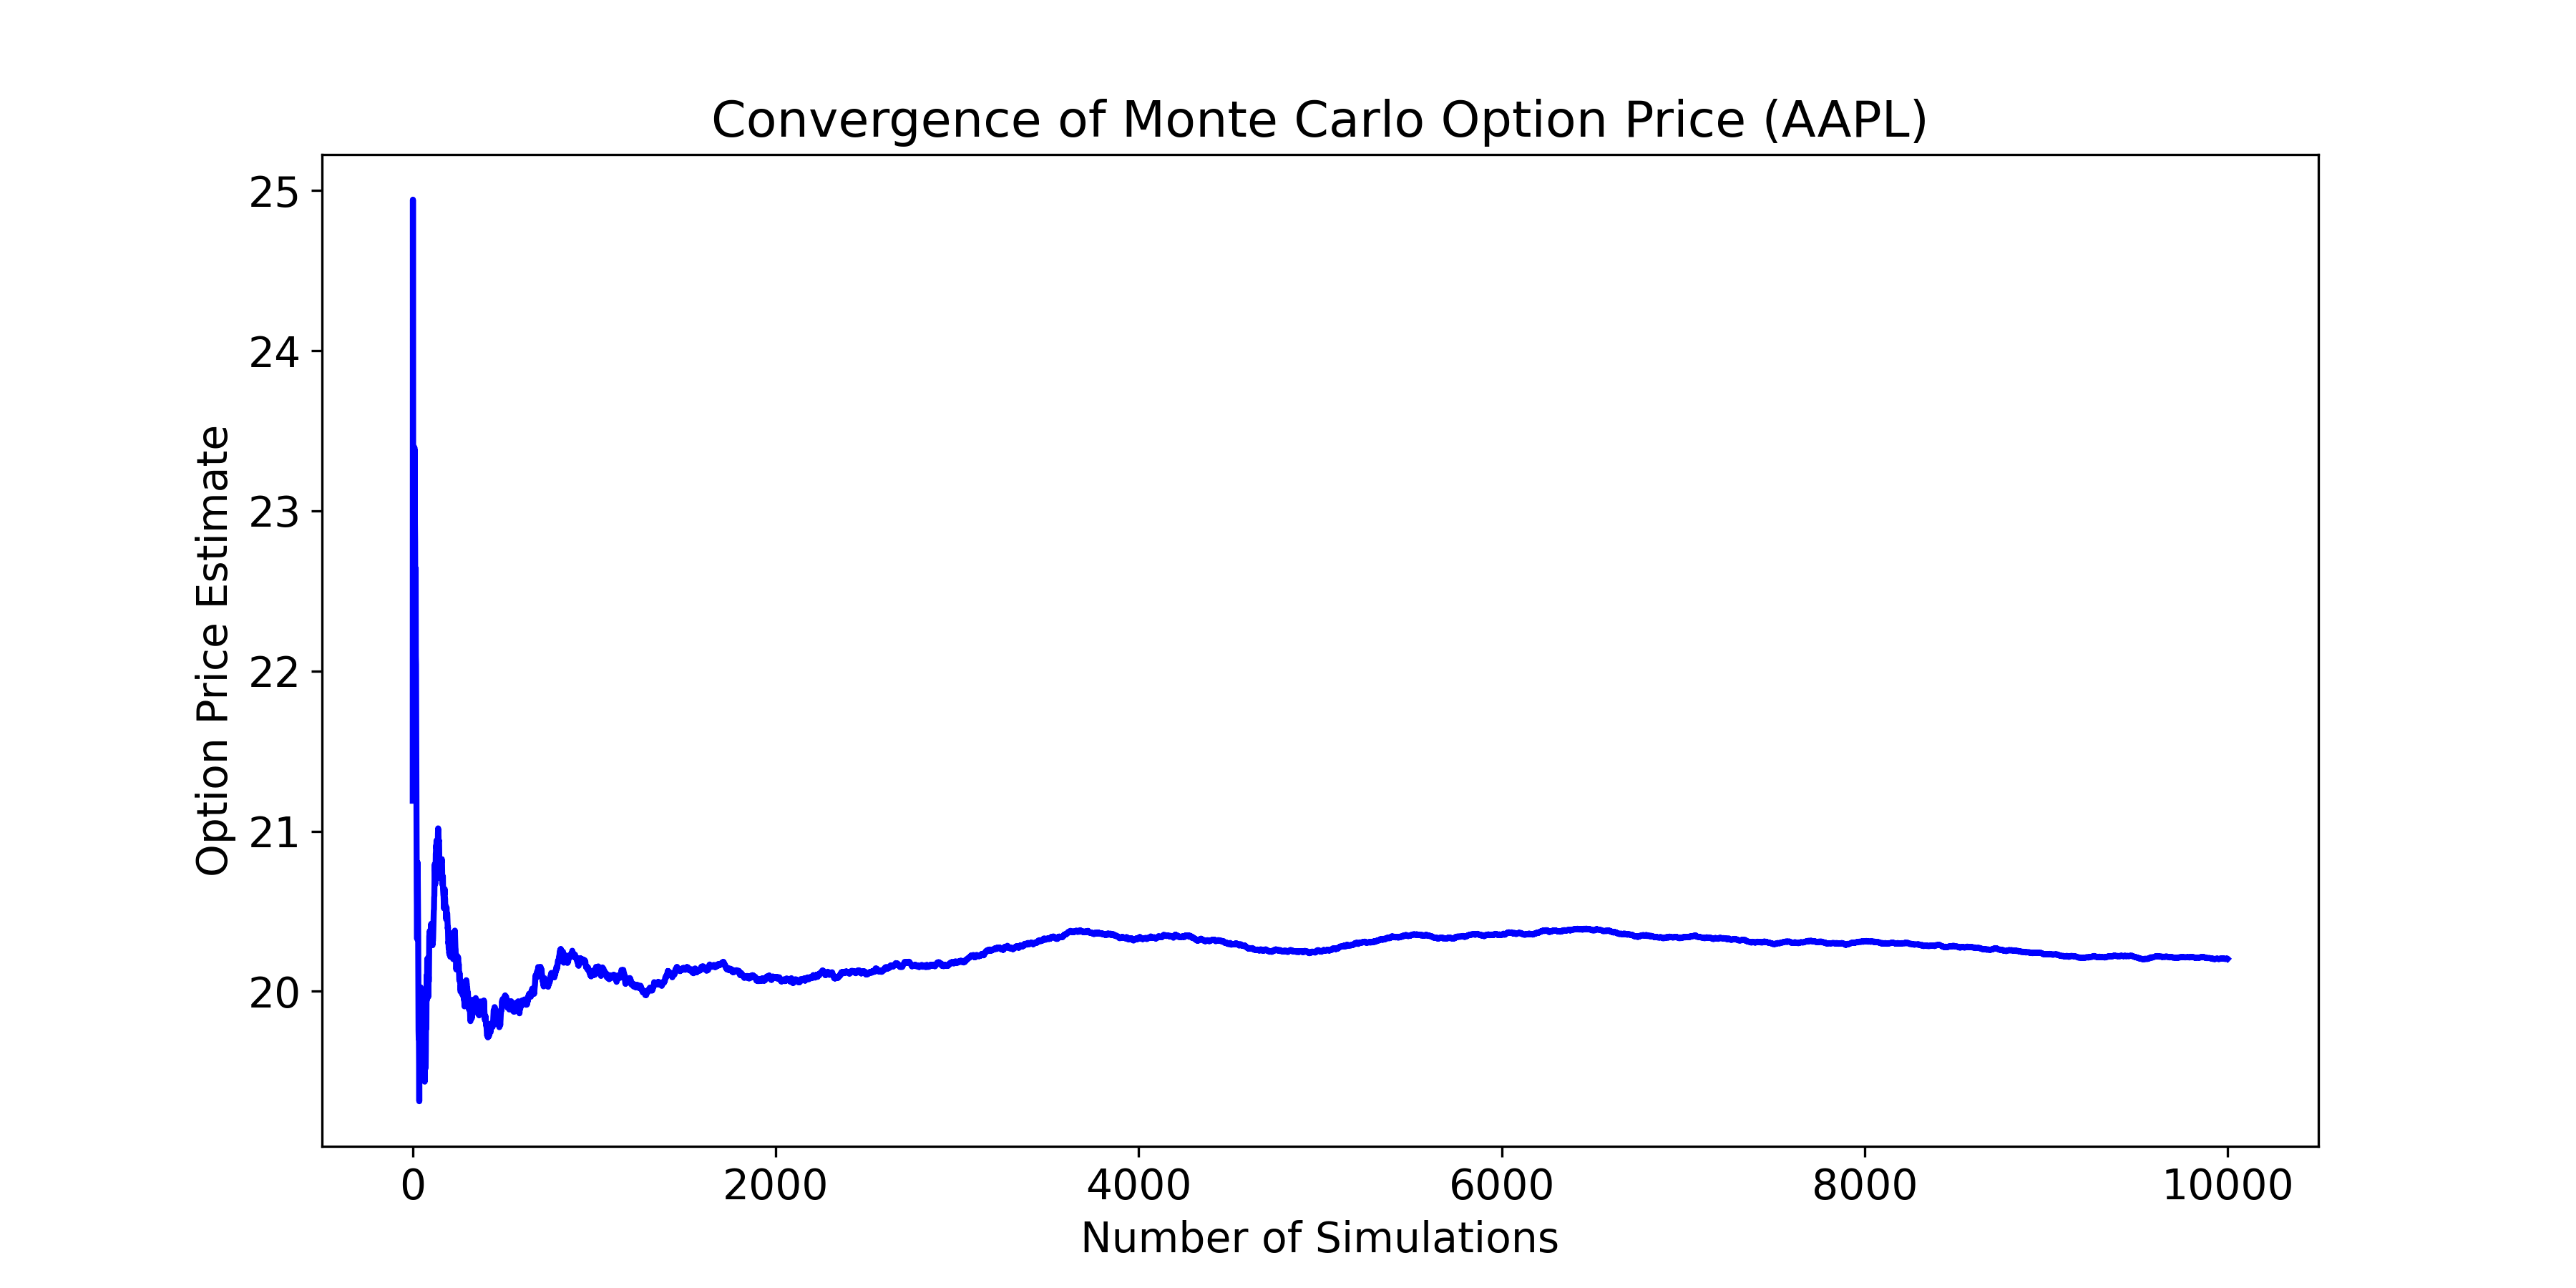 Convergence of Monte Carlo Option Price (AAPL)
Option Price Estimate
25
24
23
22
21
20
0 2000 4000 6000 8000 10000
Number of Simulations